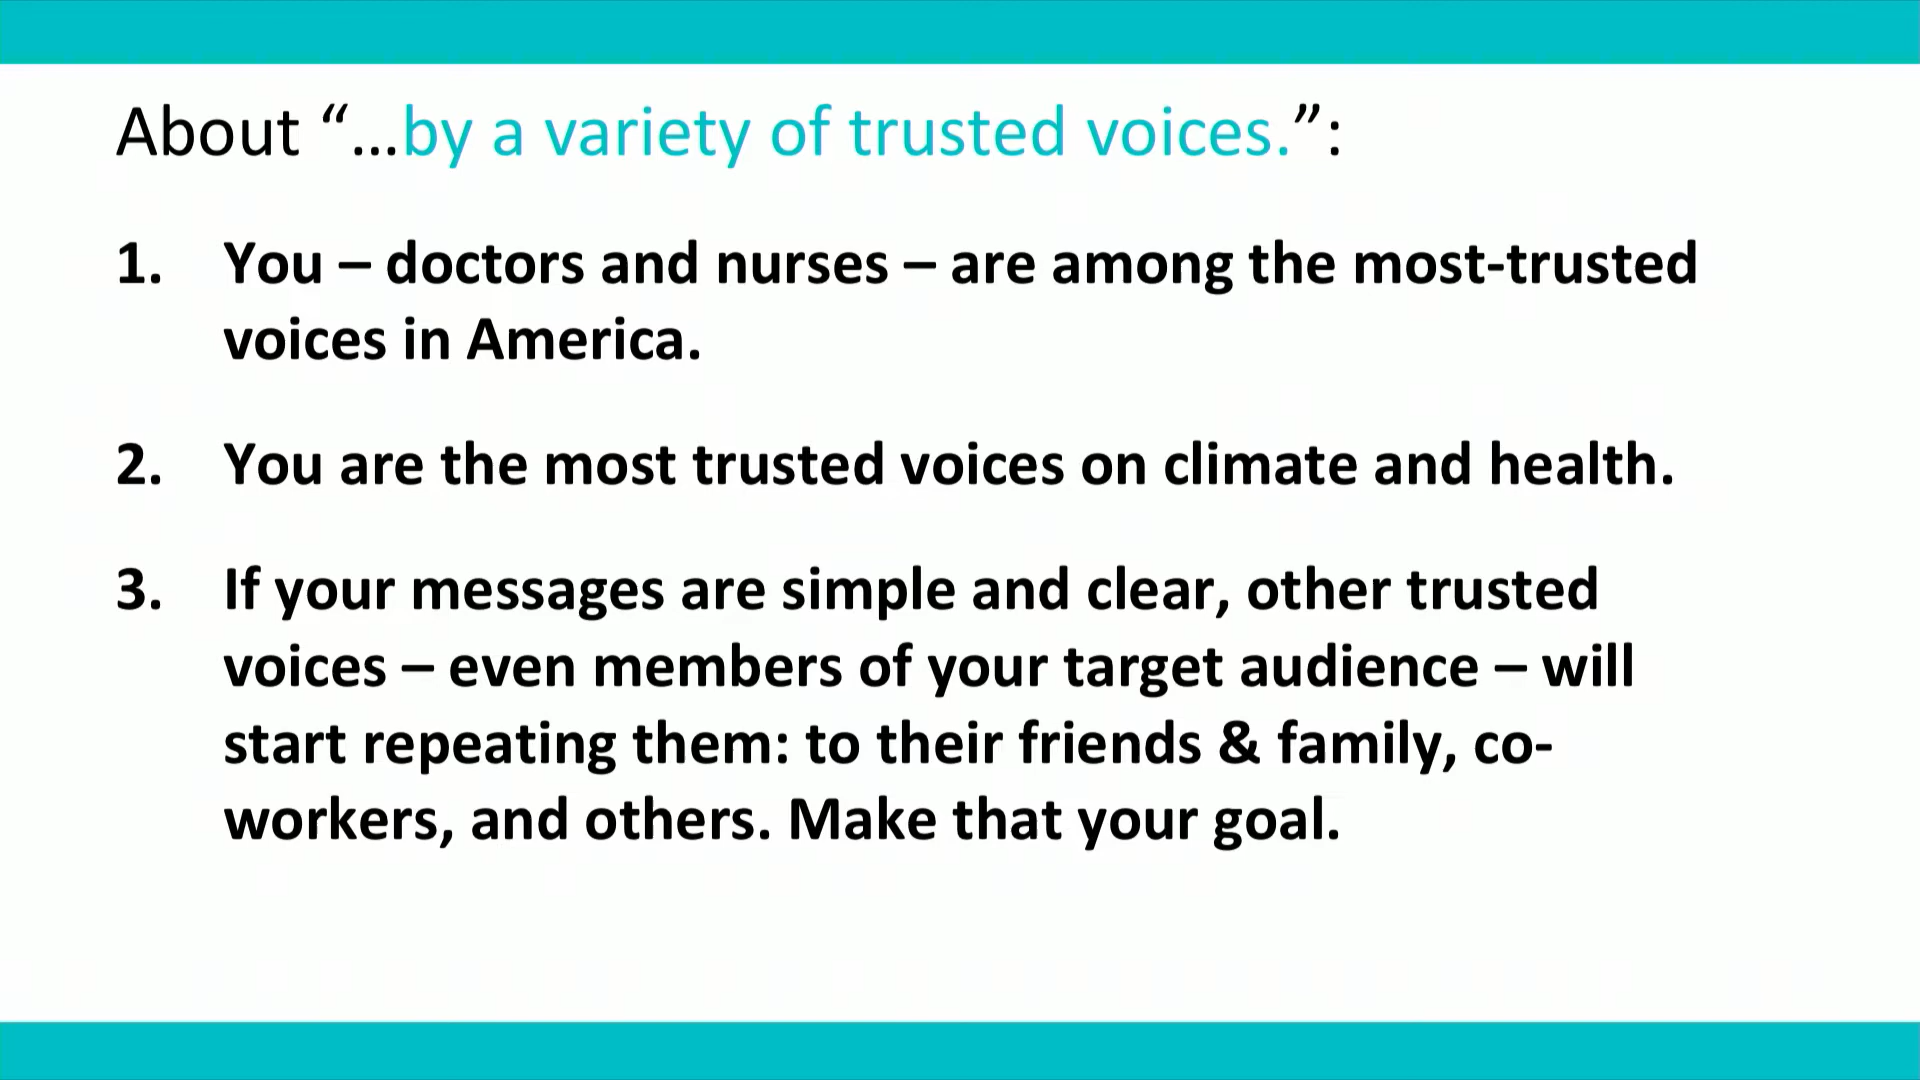 About “...by a variety of trusted voices.”:
1. You – doctors and nurses – are among the most-trusted
voices in America.
2. You are the most trusted voices on climate and health.
3. If your messages are simple and clear, other trusted
voices – even members of your target audience – will
start repeating them: to their friends & family, co-
workers, and others. Make that your goal.